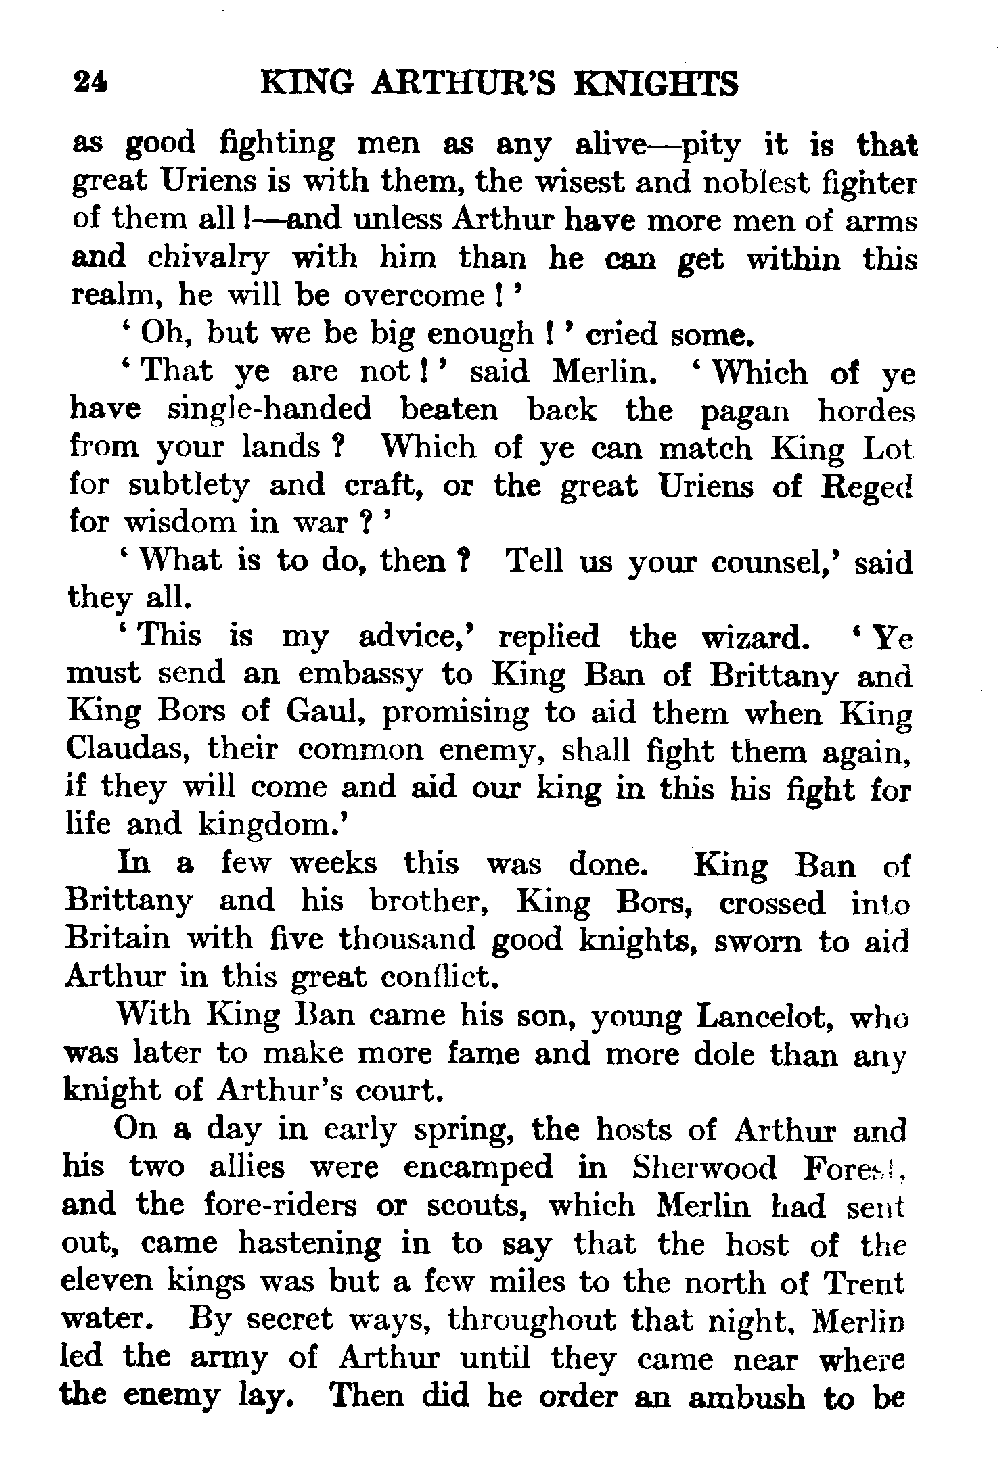 24 KING ARTHUR'S KNIGHTS
as good fighting men as any alive—pity it is that
great Uriens is with them, the wisest and noblest fighter
of them all!—and unless Arthur have more men of arms
and chivalry with him than he can get within this
realm, he will be overcome!'
'Oh, but we be big enough!' cried some.
'That ye are not!' said Merlin. 'Which of ye
have single-handed beaten back the pagan hordes
from your lands? Which of ye can match King Lot
for subtlety and craft, or the great Uriens of Reged
for wisdom in war?'
'What is to do, then? Tell us your counsel,' said
they all.
'This is my advice,' replied the wizard. 'Ye
must send an embassy to King Ban of Brittany and
King Bors of Gaul, promising to aid them when King
Claudas, their common enemy, shall fight them again,
if they will come and aid our king in this his fight for
life and kingdom.'
In a few weeks this was done. King Ban of
Brittany and his brother, King Bors, crossed into
Britain with five thousand good knights, sworn to aid
Arthur in this great conflict.
With King Ban came his son, young Lancelot, who
was later to make more fame and more dole than any
knight of Arthur's court.
On a day in early spring, the hosts of Arthur and
his two allies were encamped in Sherwood Forest,
and the fore-riders or scouts, which Merlin had sent
out, came hastening in to say that the host of the
eleven kings was but a few miles to the north of Trent
water. By secret ways, throughout that night, Merlin
led the army of Arthur until they came near where
the enemy lay. Then did he order an ambush to be